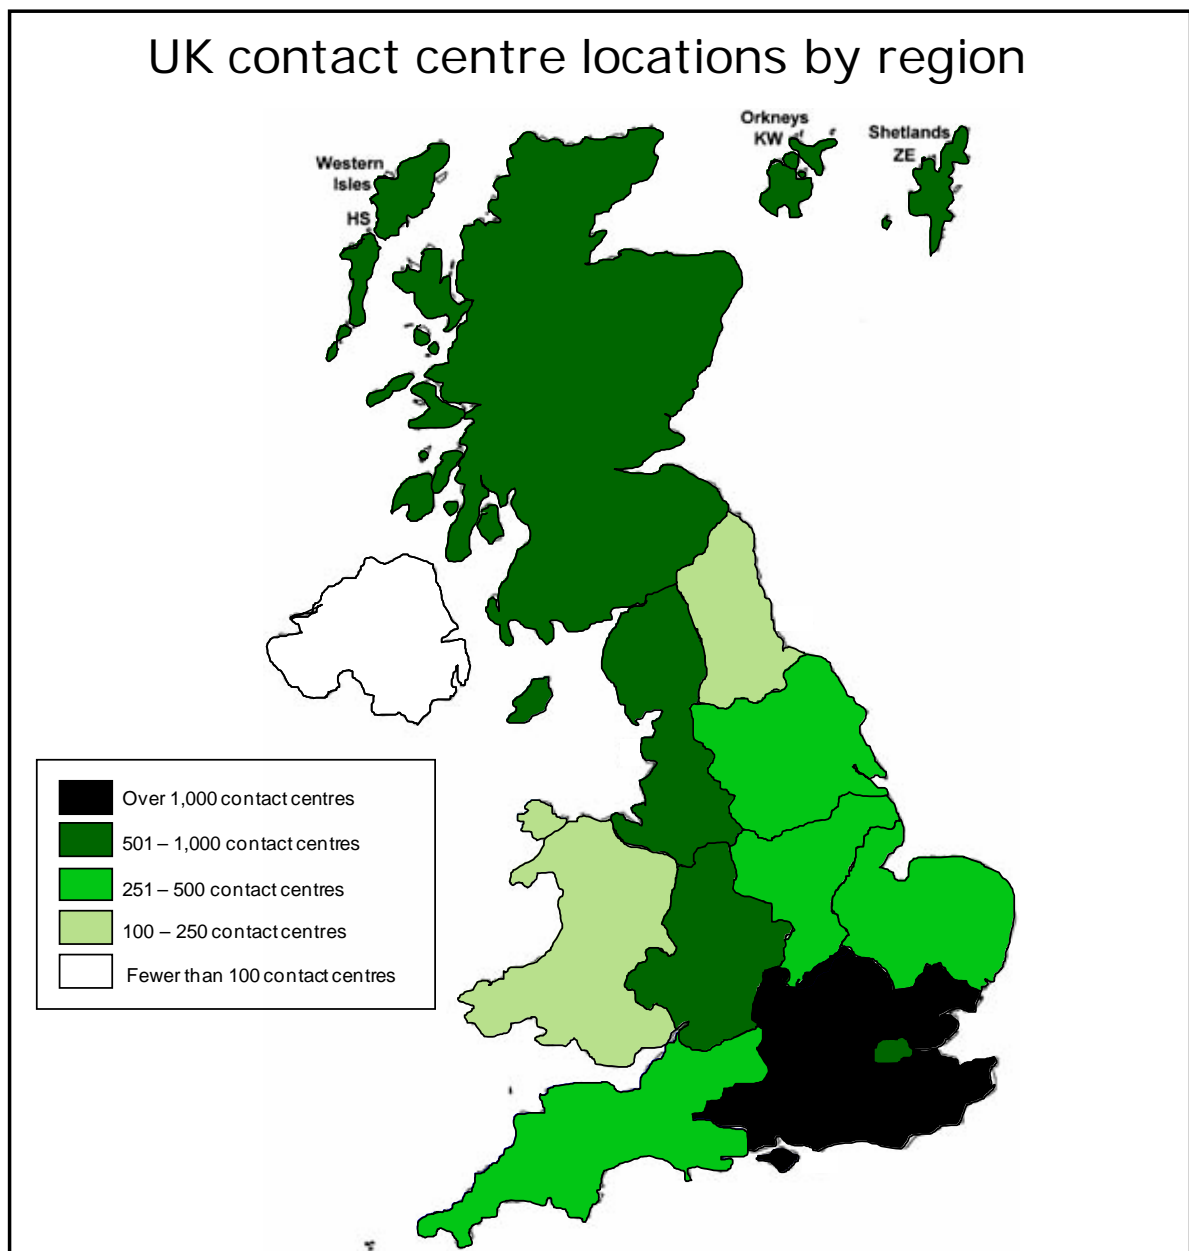 UK contact centre locations by region
Orkneys
KW
Shetlands
ZE
Western
Isles
HS
Over 1,000 contact centres
501 – 1,000 contact centres
251 – 500 contact centres
100 – 250 contact centres
Fewer than 100 contact centres